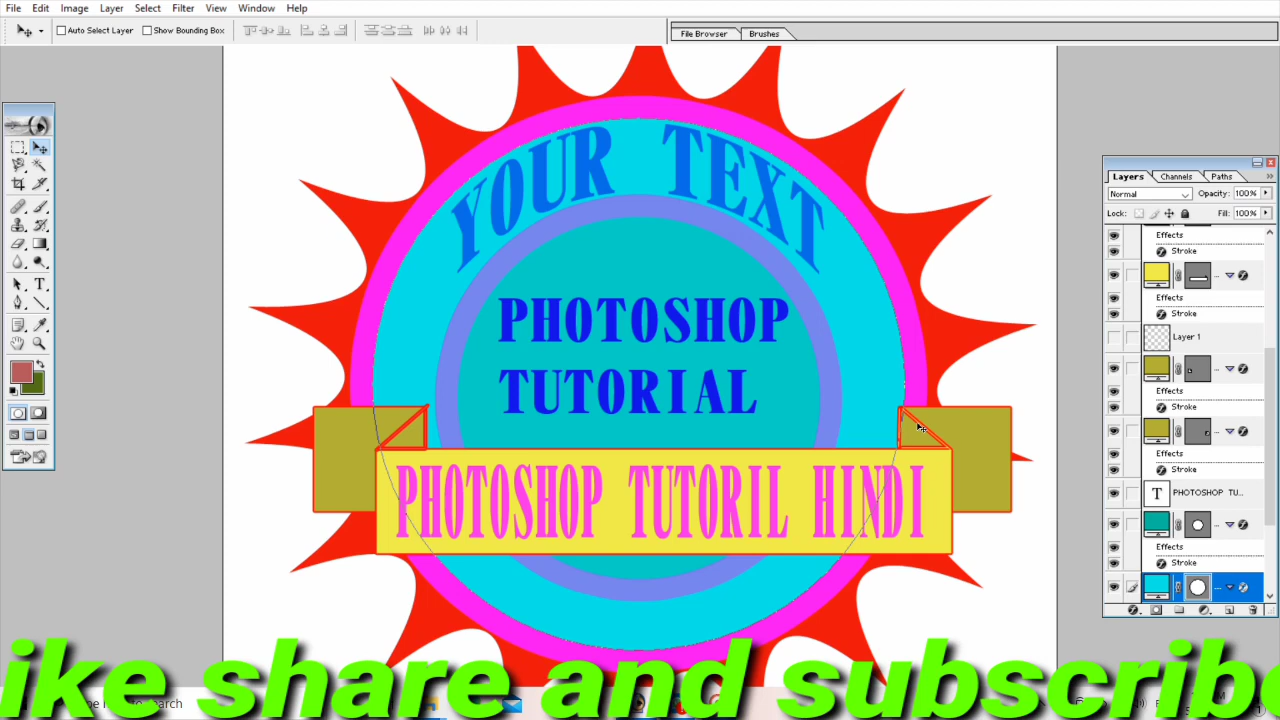 File Edit Image Layer Select Filter View Window Help
Auto Select Layer Show Bounding Box
File Browser Brushes
YOUR TEXT
PHOTOSHOP
TUTORIAL
PHOTOSHOP TUTORIL HINDI
Layers Channels Paths
Normal Opacity: 100%
Lock: Fill: 100%
Effects
Stroke
Effects
Stroke
Layer 1
Effects
Stroke
Effects
Stroke
T PHOTOSHOP TU...
Effects
Stroke
ike share and subscribe